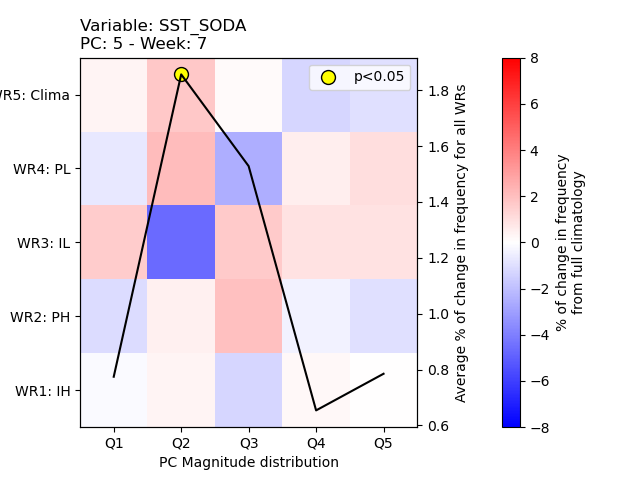 Variable: SST_SODA
PC: 5 - Week: 7
p<0.05
WR5: Clima
WR4: PL
WR3: IL
WR2: PH
WR1: IH
Q1 Q2 Q3 Q4 Q5
PC Magnitude distribution
1.8
1.6
1.4
1.2
1.0
0.8
0.6
Average % of change in frequency for all WRs
8
6
4
2
0
−2
−4
−6
−8
% of change in frequency
from full climatology